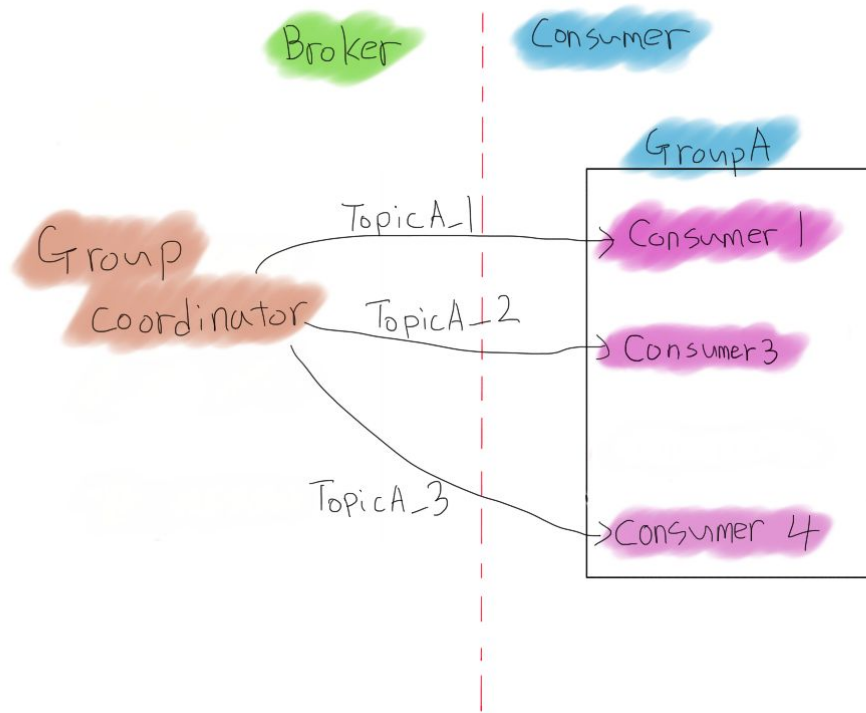 Broker
Consumer
GroupA
TopicA_1
Consumer 1
Group
coordinator
TopicA_2
Consumer3
TopicA_3
Consumer 4